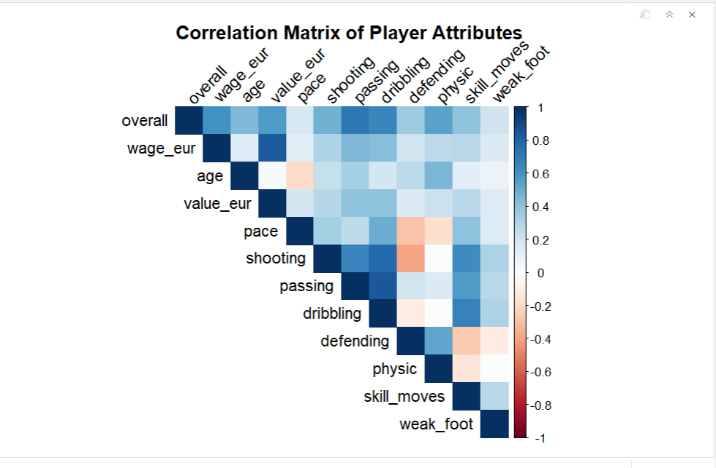 Correlation Matrix of Player Attributes
overall
wage_eur
age
value_eur
pace
shooting
passing
dribbling
defending
physic
skill_moves
weak_foot
overall
wage_eur
age
value_eur
pace
shooting
passing
dribbling
defending
physic
skill_moves
weak_foot
1
0.8
0.6
0.4
0.2
0
-0.2
-0.4
-0.6
-0.8
-1